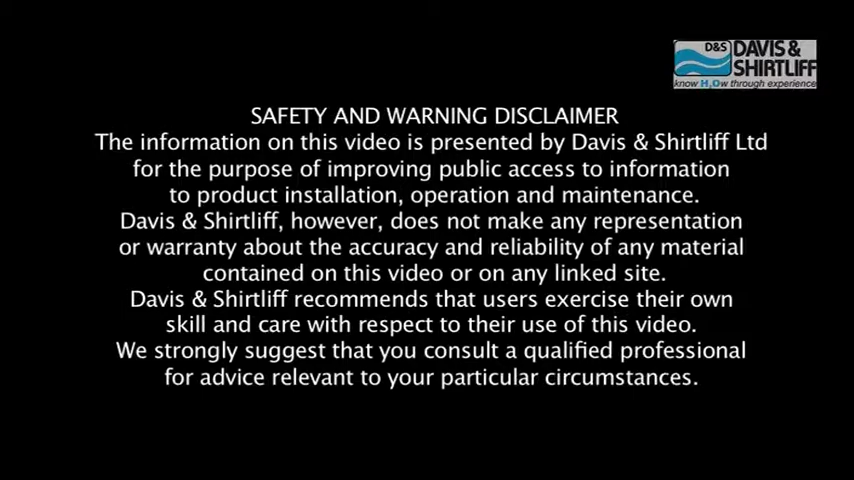 D&S DAVIS &
SHIRTLIFF
know H₂Ow through experience
SAFETY AND WARNING DISCLAIMER
The information on this video is presented by Davis & Shirtliff Ltd
for the purpose of improving public access to information
to product installation, operation and maintenance.
Davis & Shirtliff, however, does not make any representation
or warranty about the accuracy and reliability of any material
contained on this video or on any linked site.
Davis & Shirtliff recommends that users exercise their own
skill and care with respect to their use of this video.
We strongly suggest that you consult a qualified professional
for advice relevant to your particular circumstances.